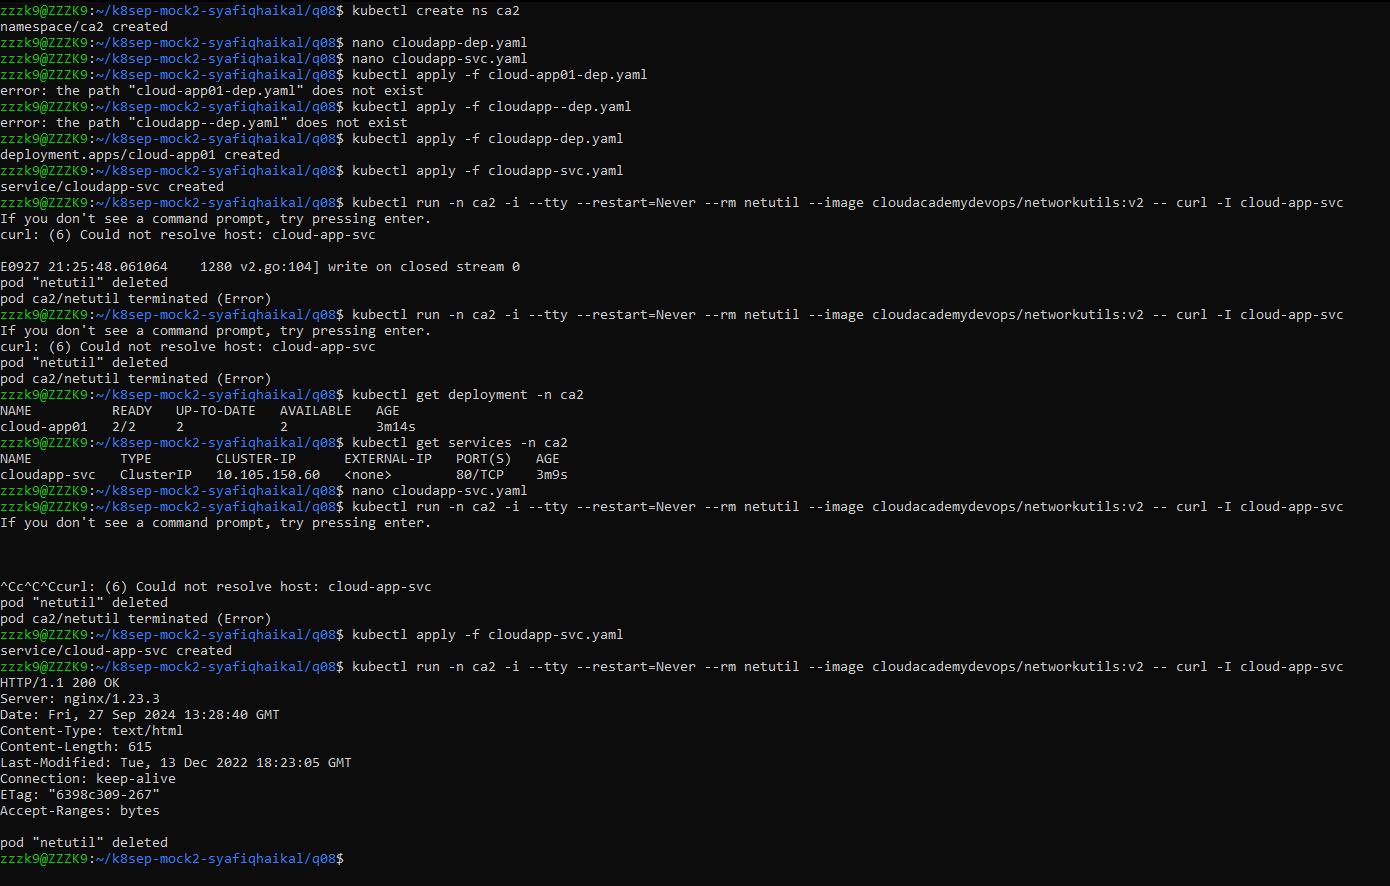 zzzk9@ZZZK9:~/k8sep-mock2-syafiqhaikal/q08$ kubectl create ns ca2
namespace/ca2 created
zzzk9@ZZZK9:~/k8sep-mock2-syafiqhaikal/q08$ nano cloudapp-dep.yaml
zzzk9@ZZZK9:~/k8sep-mock2-syafiqhaikal/q08$ nano cloudapp-svc.yaml
zzzk9@ZZZK9:~/k8sep-mock2-syafiqhaikal/q08$ kubectl apply -f cloud-app01-dep.yaml
error: the path "cloud-app01-dep.yaml" does not exist
zzzk9@ZZZK9:~/k8sep-mock2-syafiqhaikal/q08$ kubectl apply -f cloudapp--dep.yaml
error: the path "cloudapp--dep.yaml" does not exist
zzzk9@ZZZK9:~/k8sep-mock2-syafiqhaikal/q08$ kubectl apply -f cloudapp-dep.yaml
deployment.apps/cloud-app01 created
zzzk9@ZZZK9:~/k8sep-mock2-syafiqhaikal/q08$ kubectl apply -f cloudapp-svc.yaml
service/cloudapp-svc created
zzzk9@ZZZK9:~/k8sep-mock2-syafiqhaikal/q08$ kubectl run -n ca2 -i --tty --restart=Never --rm netutil --image cloudacademydevops/networkutils:v2 -- curl -I cloud-app-svc
If you don't see a command prompt, try pressing enter.
curl: (6) Could not resolve host: cloud-app-svc
E0927 21:25:48.061064    1280 v2.go:104] write on closed stream 0
pod "netutil" deleted
pod ca2/netutil terminated (Error)
zzzk9@ZZZK9:~/k8sep-mock2-syafiqhaikal/q08$ kubectl run -n ca2 -i --tty --restart=Never --rm netutil --image cloudacademydevops/networkutils:v2 -- curl -I cloud-app-svc
If you don't see a command prompt, try pressing enter.
curl: (6) Could not resolve host: cloud-app-svc
pod "netutil" deleted
pod ca2/netutil terminated (Error)
zzzk9@ZZZK9:~/k8sep-mock2-syafiqhaikal/q08$ kubectl get deployment -n ca2
NAME          READY   UP-TO-DATE   AVAILABLE   AGE
cloud-app01   2/2     2            2           3m14s
zzzk9@ZZZK9:~/k8sep-mock2-syafiqhaikal/q08$ kubectl get services -n ca2
NAME           TYPE        CLUSTER-IP      EXTERNAL-IP   PORT(S)   AGE
cloudapp-svc   ClusterIP   10.105.150.60   <none>        80/TCP    3m9s
zzzk9@ZZZK9:~/k8sep-mock2-syafiqhaikal/q08$ nano cloudapp-svc.yaml
zzzk9@ZZZK9:~/k8sep-mock2-syafiqhaikal/q08$ kubectl run -n ca2 -i --tty --restart=Never --rm netutil --image cloudacademydevops/networkutils:v2 -- curl -I cloud-app-svc
If you don't see a command prompt, try pressing enter.
^Cc^C^Ccurl: (6) Could not resolve host: cloud-app-svc
pod "netutil" deleted
pod ca2/netutil terminated (Error)
zzzk9@ZZZK9:~/k8sep-mock2-syafiqhaikal/q08$ kubectl apply -f cloudapp-svc.yaml
service/cloud-app-svc created
zzzk9@ZZZK9:~/k8sep-mock2-syafiqhaikal/q08$ kubectl run -n ca2 -i --tty --restart=Never --rm netutil --image cloudacademydevops/networkutils:v2 -- curl -I cloud-app-svc
HTTP/1.1 200 OK
Server: nginx/1.23.3
Date: Fri, 27 Sep 2024 13:28:40 GMT
Content-Type: text/html
Content-Length: 615
Last-Modified: Tue, 13 Dec 2022 18:23:05 GMT
Connection: keep-alive
ETag: "6398c309-267"
Accept-Ranges: bytes
pod "netutil" deleted
zzzk9@ZZZK9:~/k8sep-mock2-syafiqhaikal/q08$